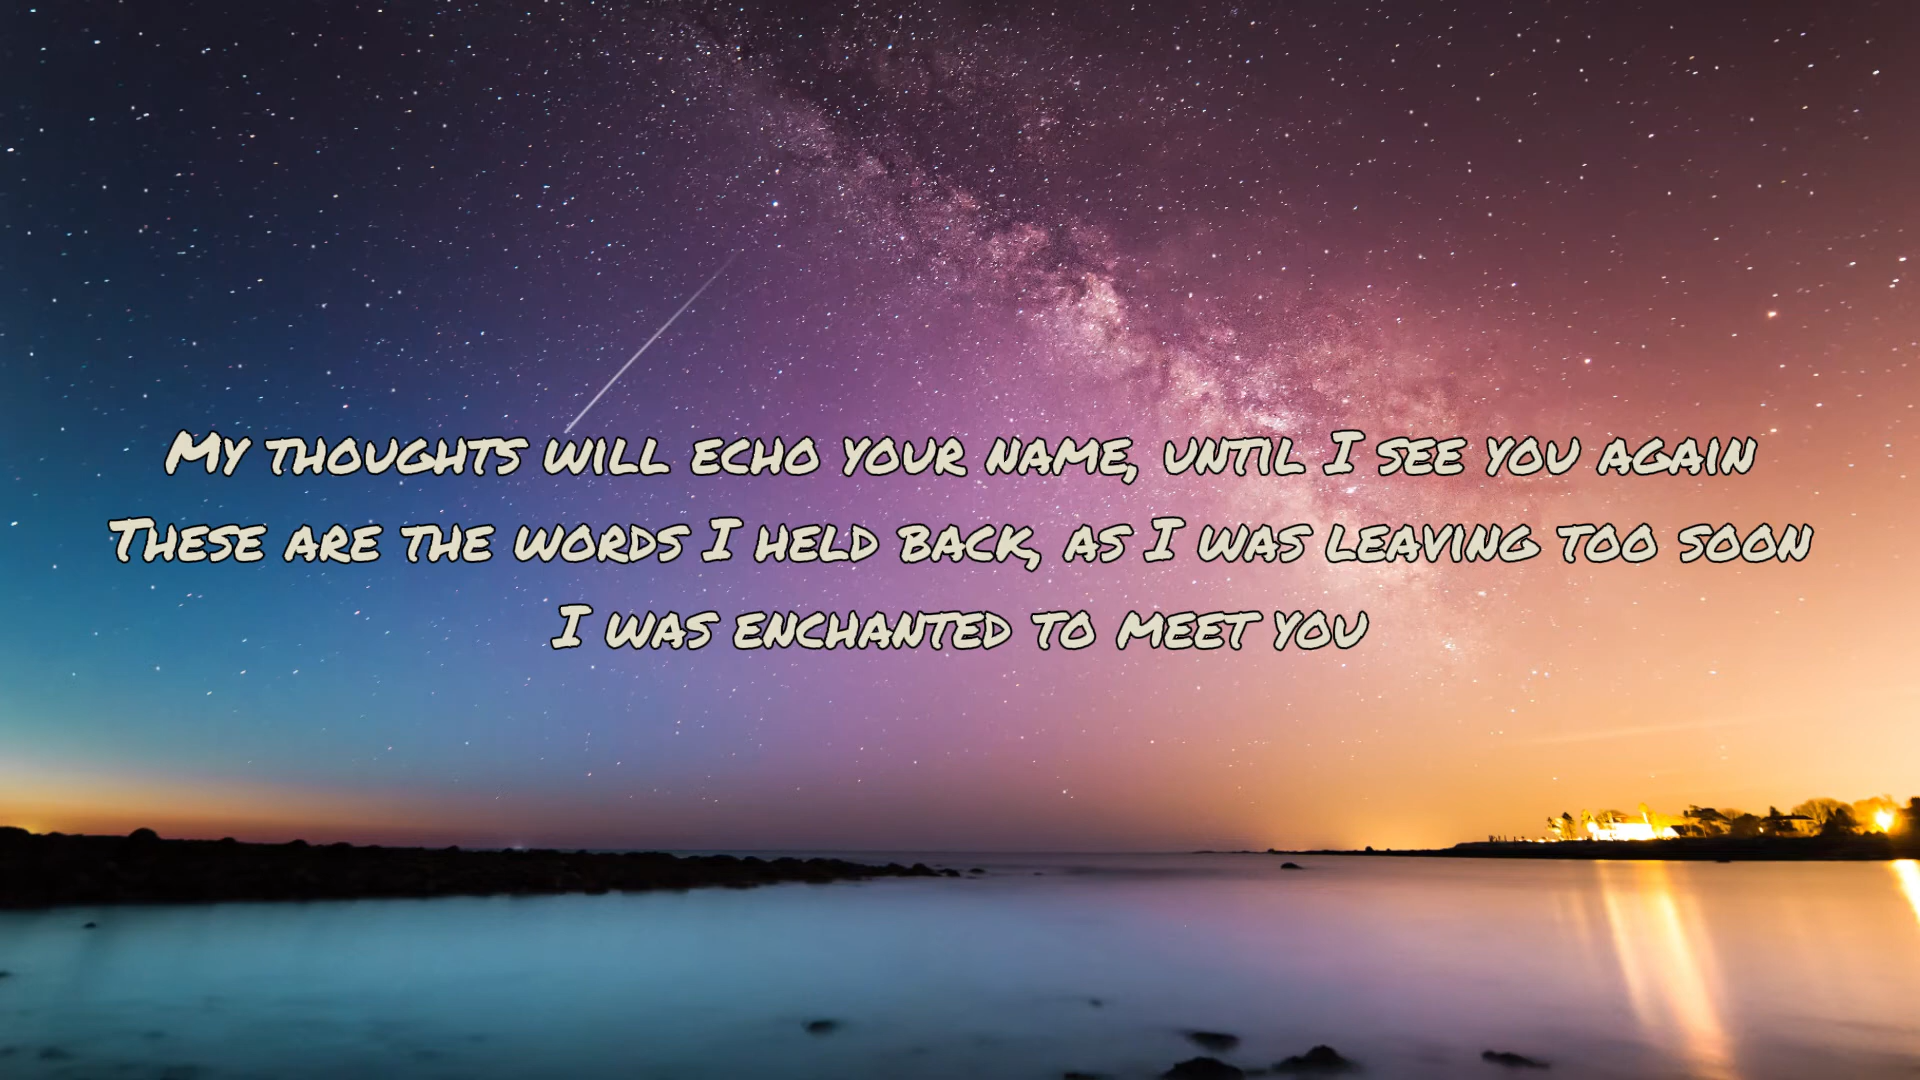 My thoughts will echo your name, until I see you again
These are the words I held back, as I was leaving too soon
I was enchanted to meet you